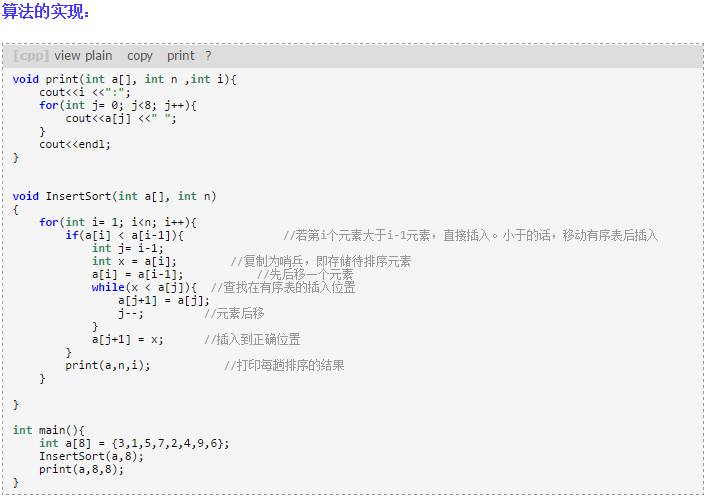 算法的实现：
[cpp] view plain copy print ?
void print(int a[], int n ,int i){
    cout<<i <<":";
    for(int j= 0; j<8; j++){
        cout<<a[j] <<" ";
    }
    cout<<endl;
}
void InsertSort(int a[], int n)
{
    for(int i= 1; i<n; i++){
        if(a[i] < a[i-1]){               //若第i个元素大于i-1元素，直接插入。小于的话，移动有序表后插入
            int j= i-1;
            int x = a[i];        //复制为哨兵，即存储待排序元素
            a[i] = a[i-1];           //先后移一个元素
            while(x < a[j]){  //查找在有序表的插入位置
                a[j+1] = a[j];
                j--;         //元素后移
            }
            a[j+1] = x;      //插入到正确位置
        }
        print(a,n,i);           //打印每趟排序的结果
    }
}
int main(){
    int a[8] = {3,1,5,7,2,4,9,6};
    InsertSort(a,8);
    print(a,8,8);
}